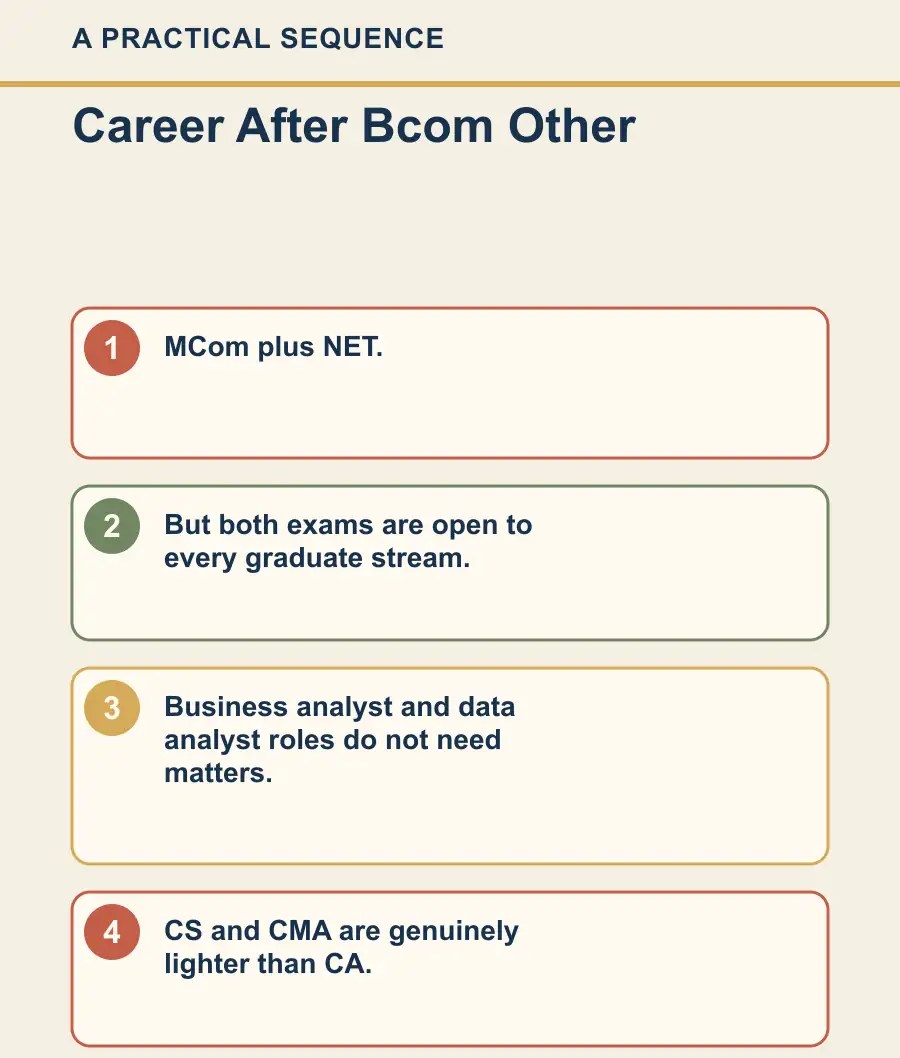 A PRACTICAL SEQUENCE
Career After Bcom Other
1
MCom plus NET.
2
But both exams are open to
every graduate stream.
3
Business analyst and data
analyst roles do not need
matters.
4
CS and CMA are genuinely
lighter than CA.